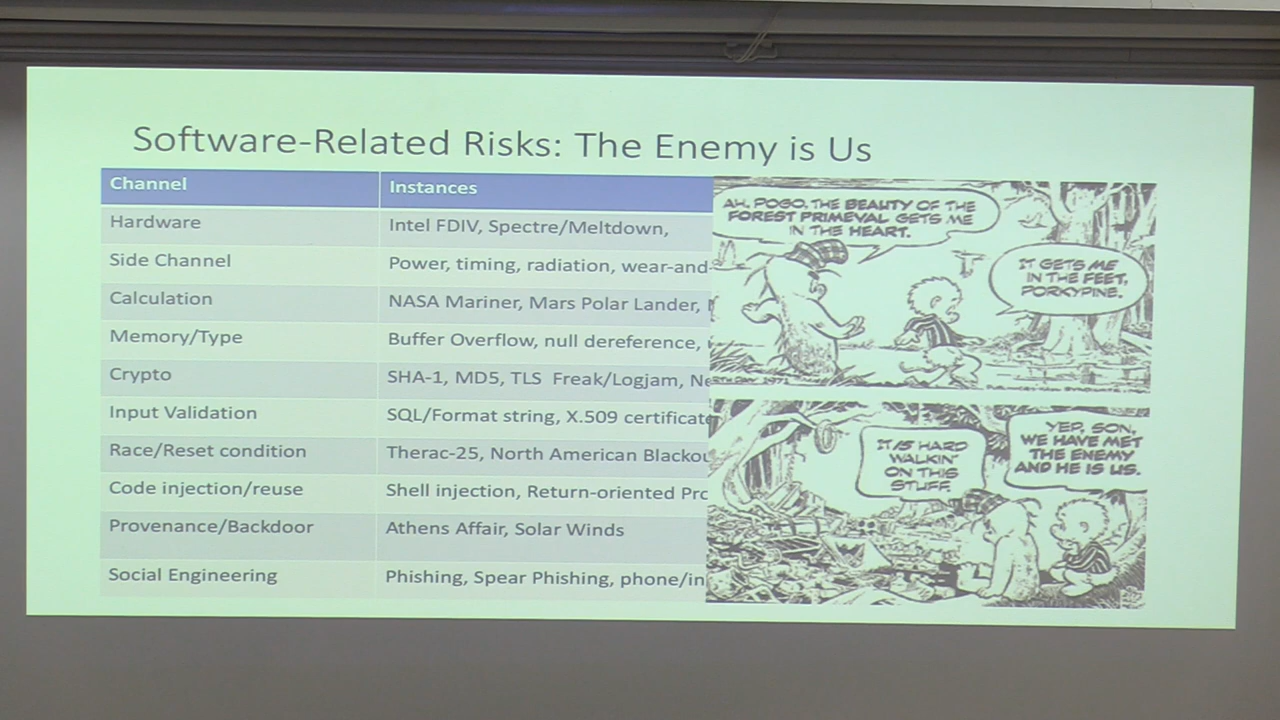 Software-Related Risks: The Enemy is Us
Channel Instances
Hardware Intel FDIV, Spectre/Meltdown,
Side Channel Power, timing, radiation, wear-and-
Calculation NASA Mariner, Mars Polar Lander,
Memory/Type Buffer Overflow, null dereference,
Crypto SHA-1, MD5, TLS Freak/Logjam,
Input Validation SQL/Format string, X.509 certificate
Race/Reset condition Therac-25, North American
Code injection/reuse Shell injection, Return-oriented
Provenance/Backdoor Athens Affair, Solar Winds
Social Engineering Phishing, Spear Phishing,
AH, POGO, THE BEAUTY OF THE
FOREST PRIMEVAL GETS ME
IN THE HEART.
IT GETS ME
IN THE FEET,
PORKYPINE.
IT IS HARD
WALKIN'
ON THIS
STUFF.
YEP, SON,
WE HAVE MET
THE ENEMY
AND HE IS US.